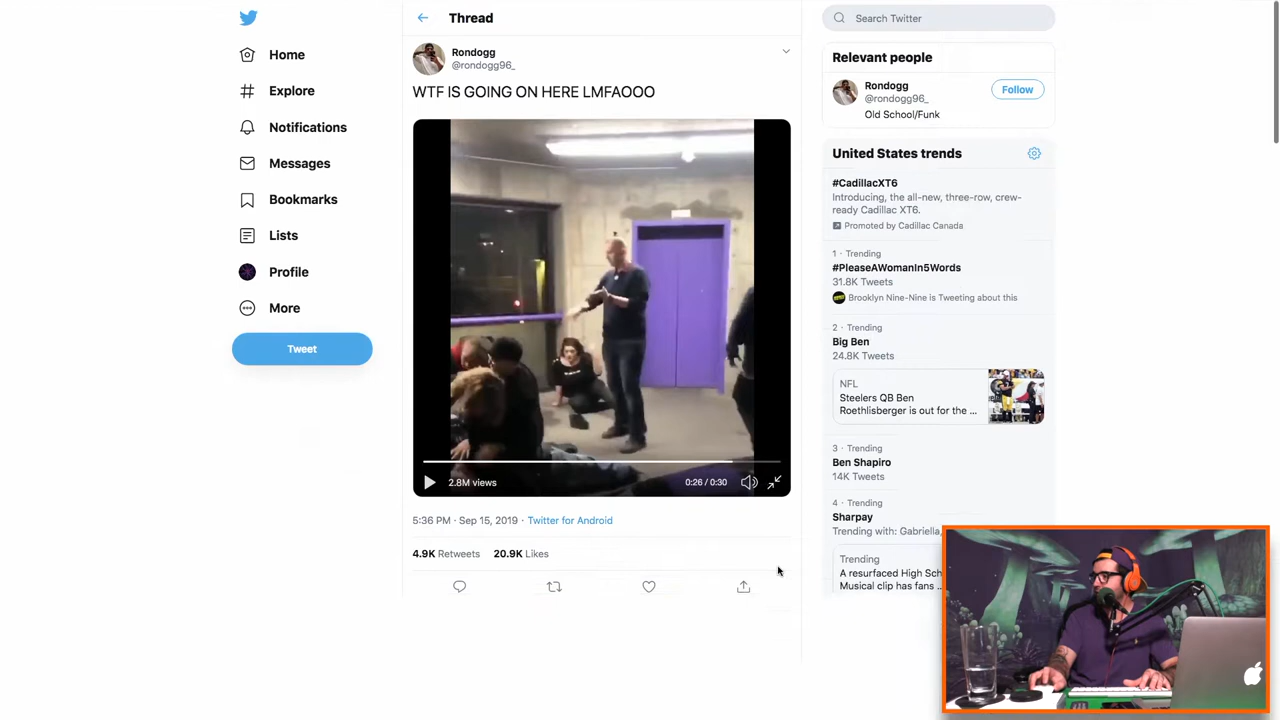 Home
Explore
Notifications
Messages
Bookmarks
Lists
Profile
More
Tweet
Thread
Rondogg
@rondogg96_
WTF IS GOING ON HERE LMFAOOO
2.8M views
0:26 / 0:30
5:36 PM · Sep 15, 2019 · Twitter for Android
4.9K Retweets 20.9K Likes
Search Twitter
Relevant people
Rondogg
@rondogg96_
Follow
Old School/Funk
United States trends
#CadillacXT6
Introducing, the all-new, three-row, crew-
ready Cadillac XT6.
Promoted by Cadillac Canada
1 · Trending
#PleaseAWomanIn5Words
31.8K Tweets
Brooklyn Nine-Nine is Tweeting about this
2 · Trending
Big Ben
24.8K Tweets
NFL
Steelers QB Ben
Roethlisberger is out for the ...
3 · Trending
Ben Shapiro
14K Tweets
4 · Trending
Sharpay
Trending with: Gabriella,
Trending
A resurfaced High Sch
Musical clip has fans ..